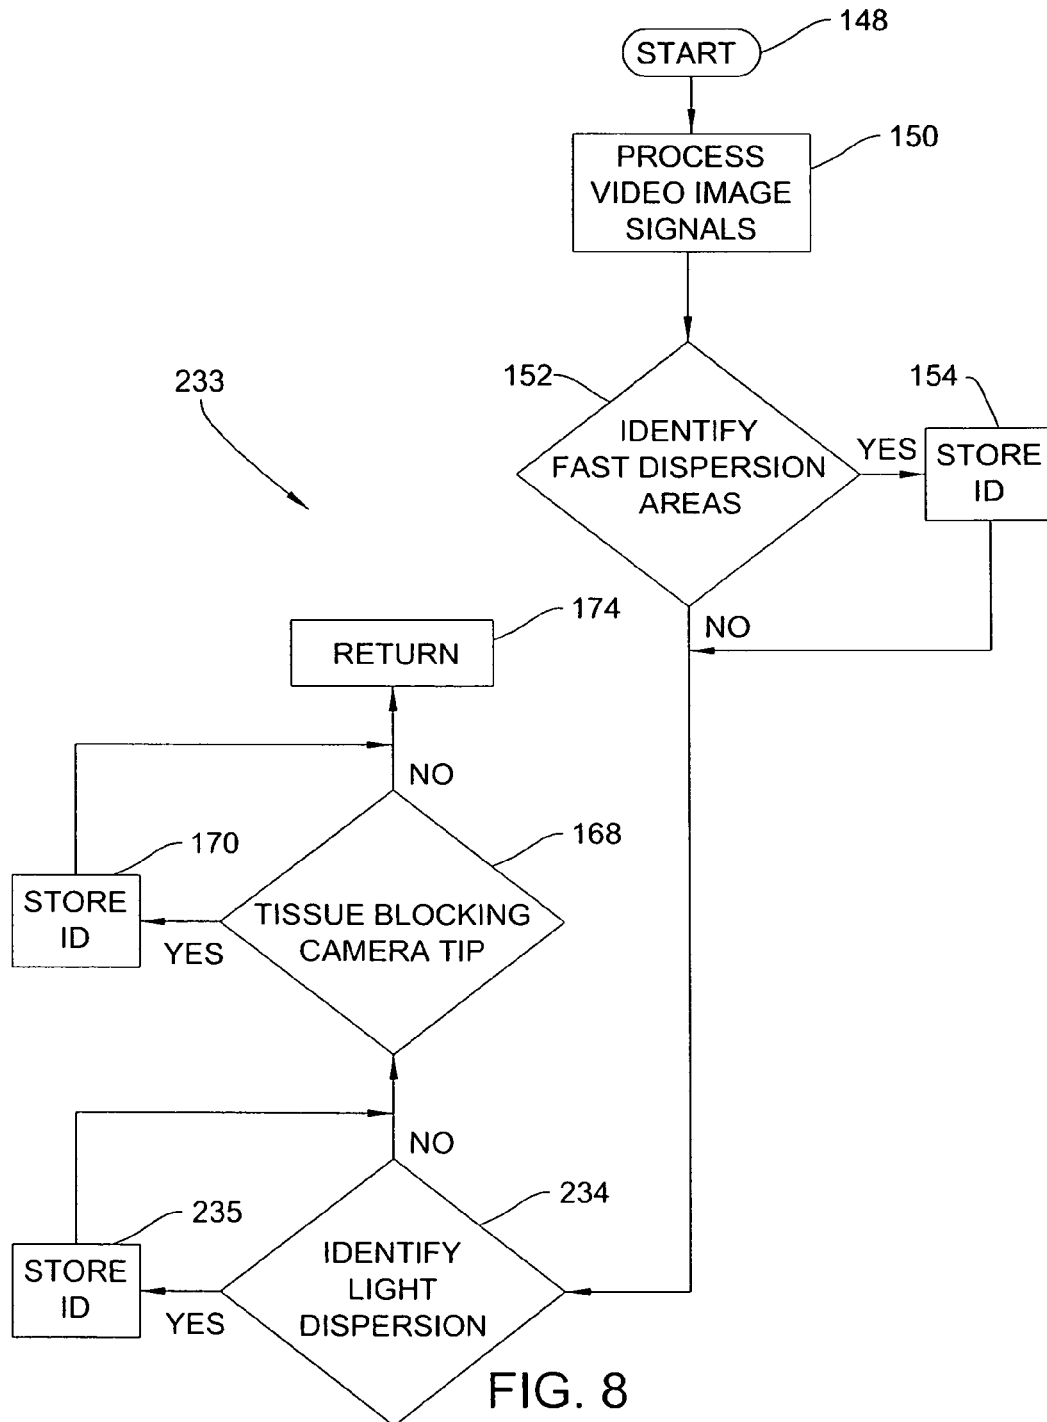 START
148
PROCESS
VIDEO IMAGE
SIGNALS
150
152
IDENTIFY
FAST DISPERSION
AREAS
YES
154
STORE
ID
NO
233
174
RETURN
NO
170
STORE
ID
YES
168
TISSUE BLOCKING
CAMERA TIP
NO
235
STORE
ID
YES
234
IDENTIFY
LIGHT
DISPERSION
FIG. 8